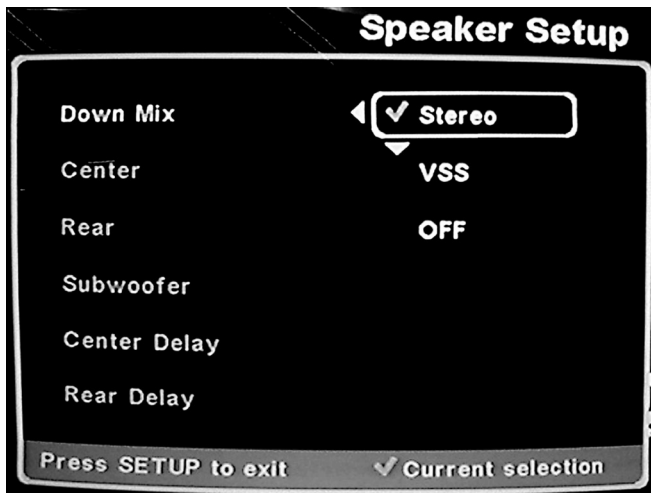 Speaker Setup
Down Mix ✓ Stereo
Center VSS
Rear OFF
Subwoofer
Center Delay
Rear Delay
Press SETUP to exit ✓ Current selection